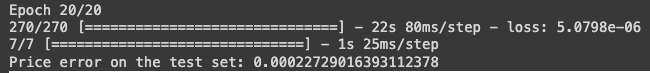 Epoch 20/20
270/270 [==============================] - 22s 80ms/step - loss: 5.0798e-06
7/7 [==============================] - 1s 25ms/step
Price error on the test set: 0.00022729016393112378